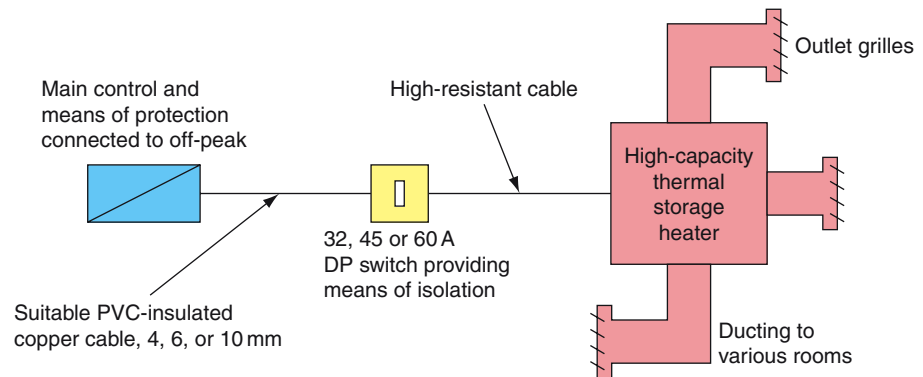 Main control and
means of protection
connected to off-peak
High-resistant cable
Outlet grilles
High-capacity
thermal
storage
heater
32, 45 or 60 A
DP switch providing
means of isolation
Suitable PVC-insulated
copper cable, 4, 6, or 10 mm
Ducting to
various rooms